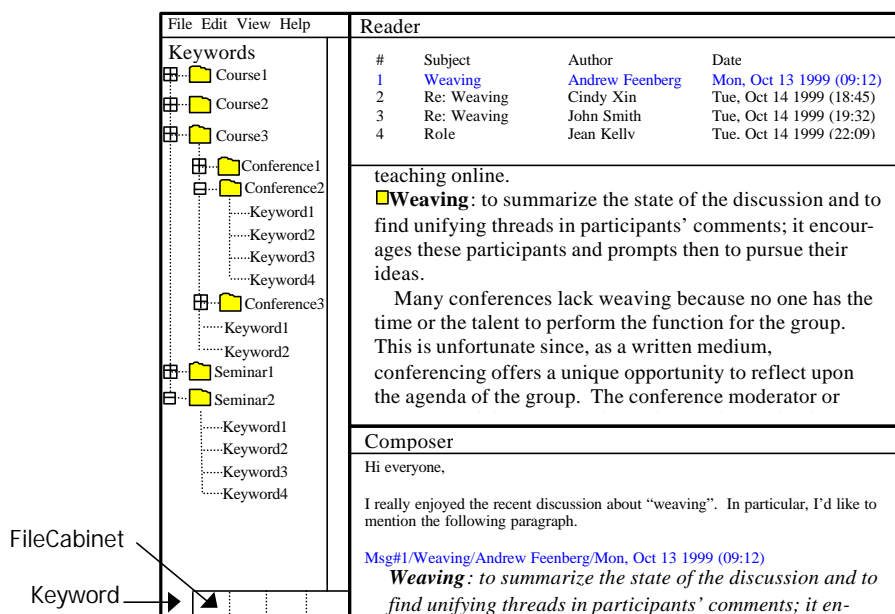 File Edit View Help
Keywords
Course1
Course2
Course3
Conference1
Conference2
Keyword1
Keyword2
Keyword3
Keyword4
Conference3
Keyword1
Keyword2
Seminar1
Seminar2
Keyword1
Keyword2
Keyword3
Keyword4
FileCabinet
Keyword
Reader
# Subject Author Date
1 Weaving Andrew Feenberg Mon, Oct 13 1999 (09:12)
2 Re: Weaving Cindy Xin Tue, Oct 14 1999 (18:45)
3 Re: Weaving John Smith Tue, Oct 14 1999 (19:32)
4 Role Jean Kelly Tue, Oct 14 1999 (22:09)
teaching online.
Weaving: to summarize the state of the discussion and to
find unifying threads in participants’ comments; it encour-
ages these participants and prompts then to pursue their
ideas.
Many conferences lack weaving because no one has the
time or the talent to perform the function for the group.
This is unfortunate since, as a written medium,
conferencing offers a unique opportunity to reflect upon
the agenda of the group. The conference moderator or
Composer
Hi everyone,
I really enjoyed the recent discussion about “weaving”. In particular, I’d like to
mention the following paragraph.
Msg#1/Weaving/Andrew Feenberg/Mon, Oct 13 1999 (09:12)
Weaving: to summarize the state of the discussion and to
find unifying threads in participants’ comments; it en-